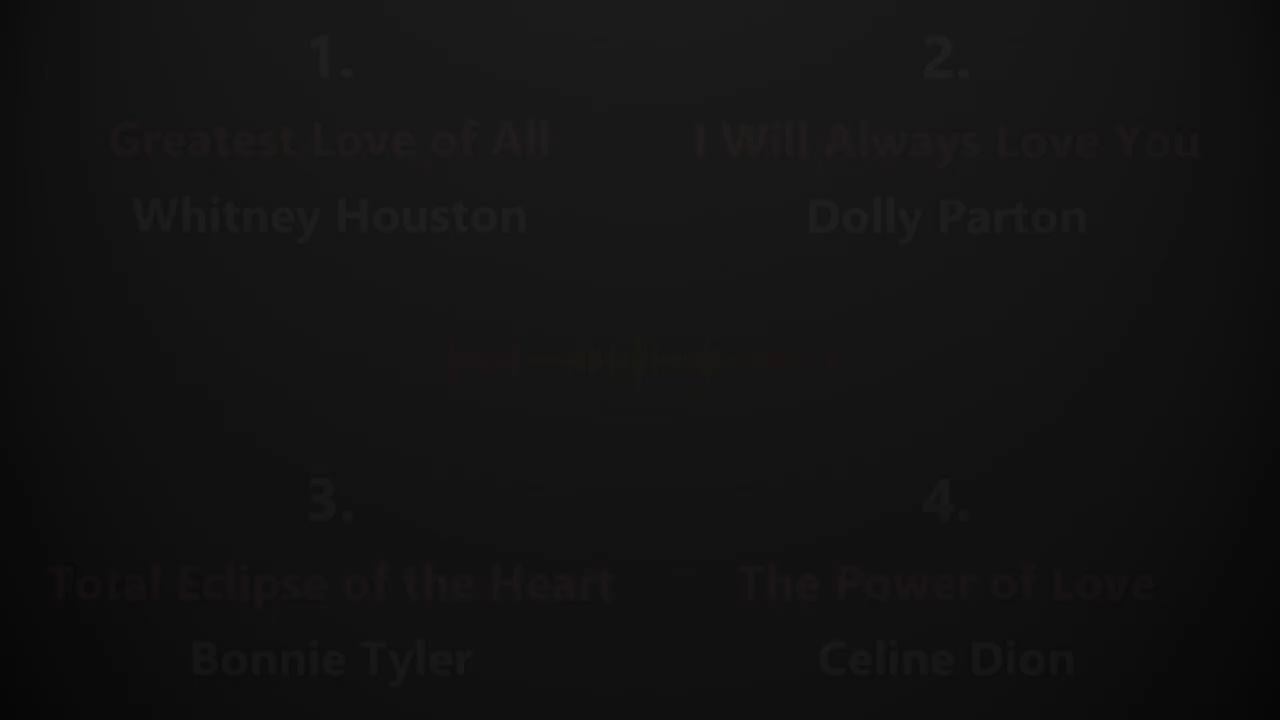 1.
Greatest Love of All
Whitney Houston
2.
I Will Always Love You
Dolly Parton
3.
Total Eclipse of the Heart
Bonnie Tyler
4.
The Power of Love
Celine Dion